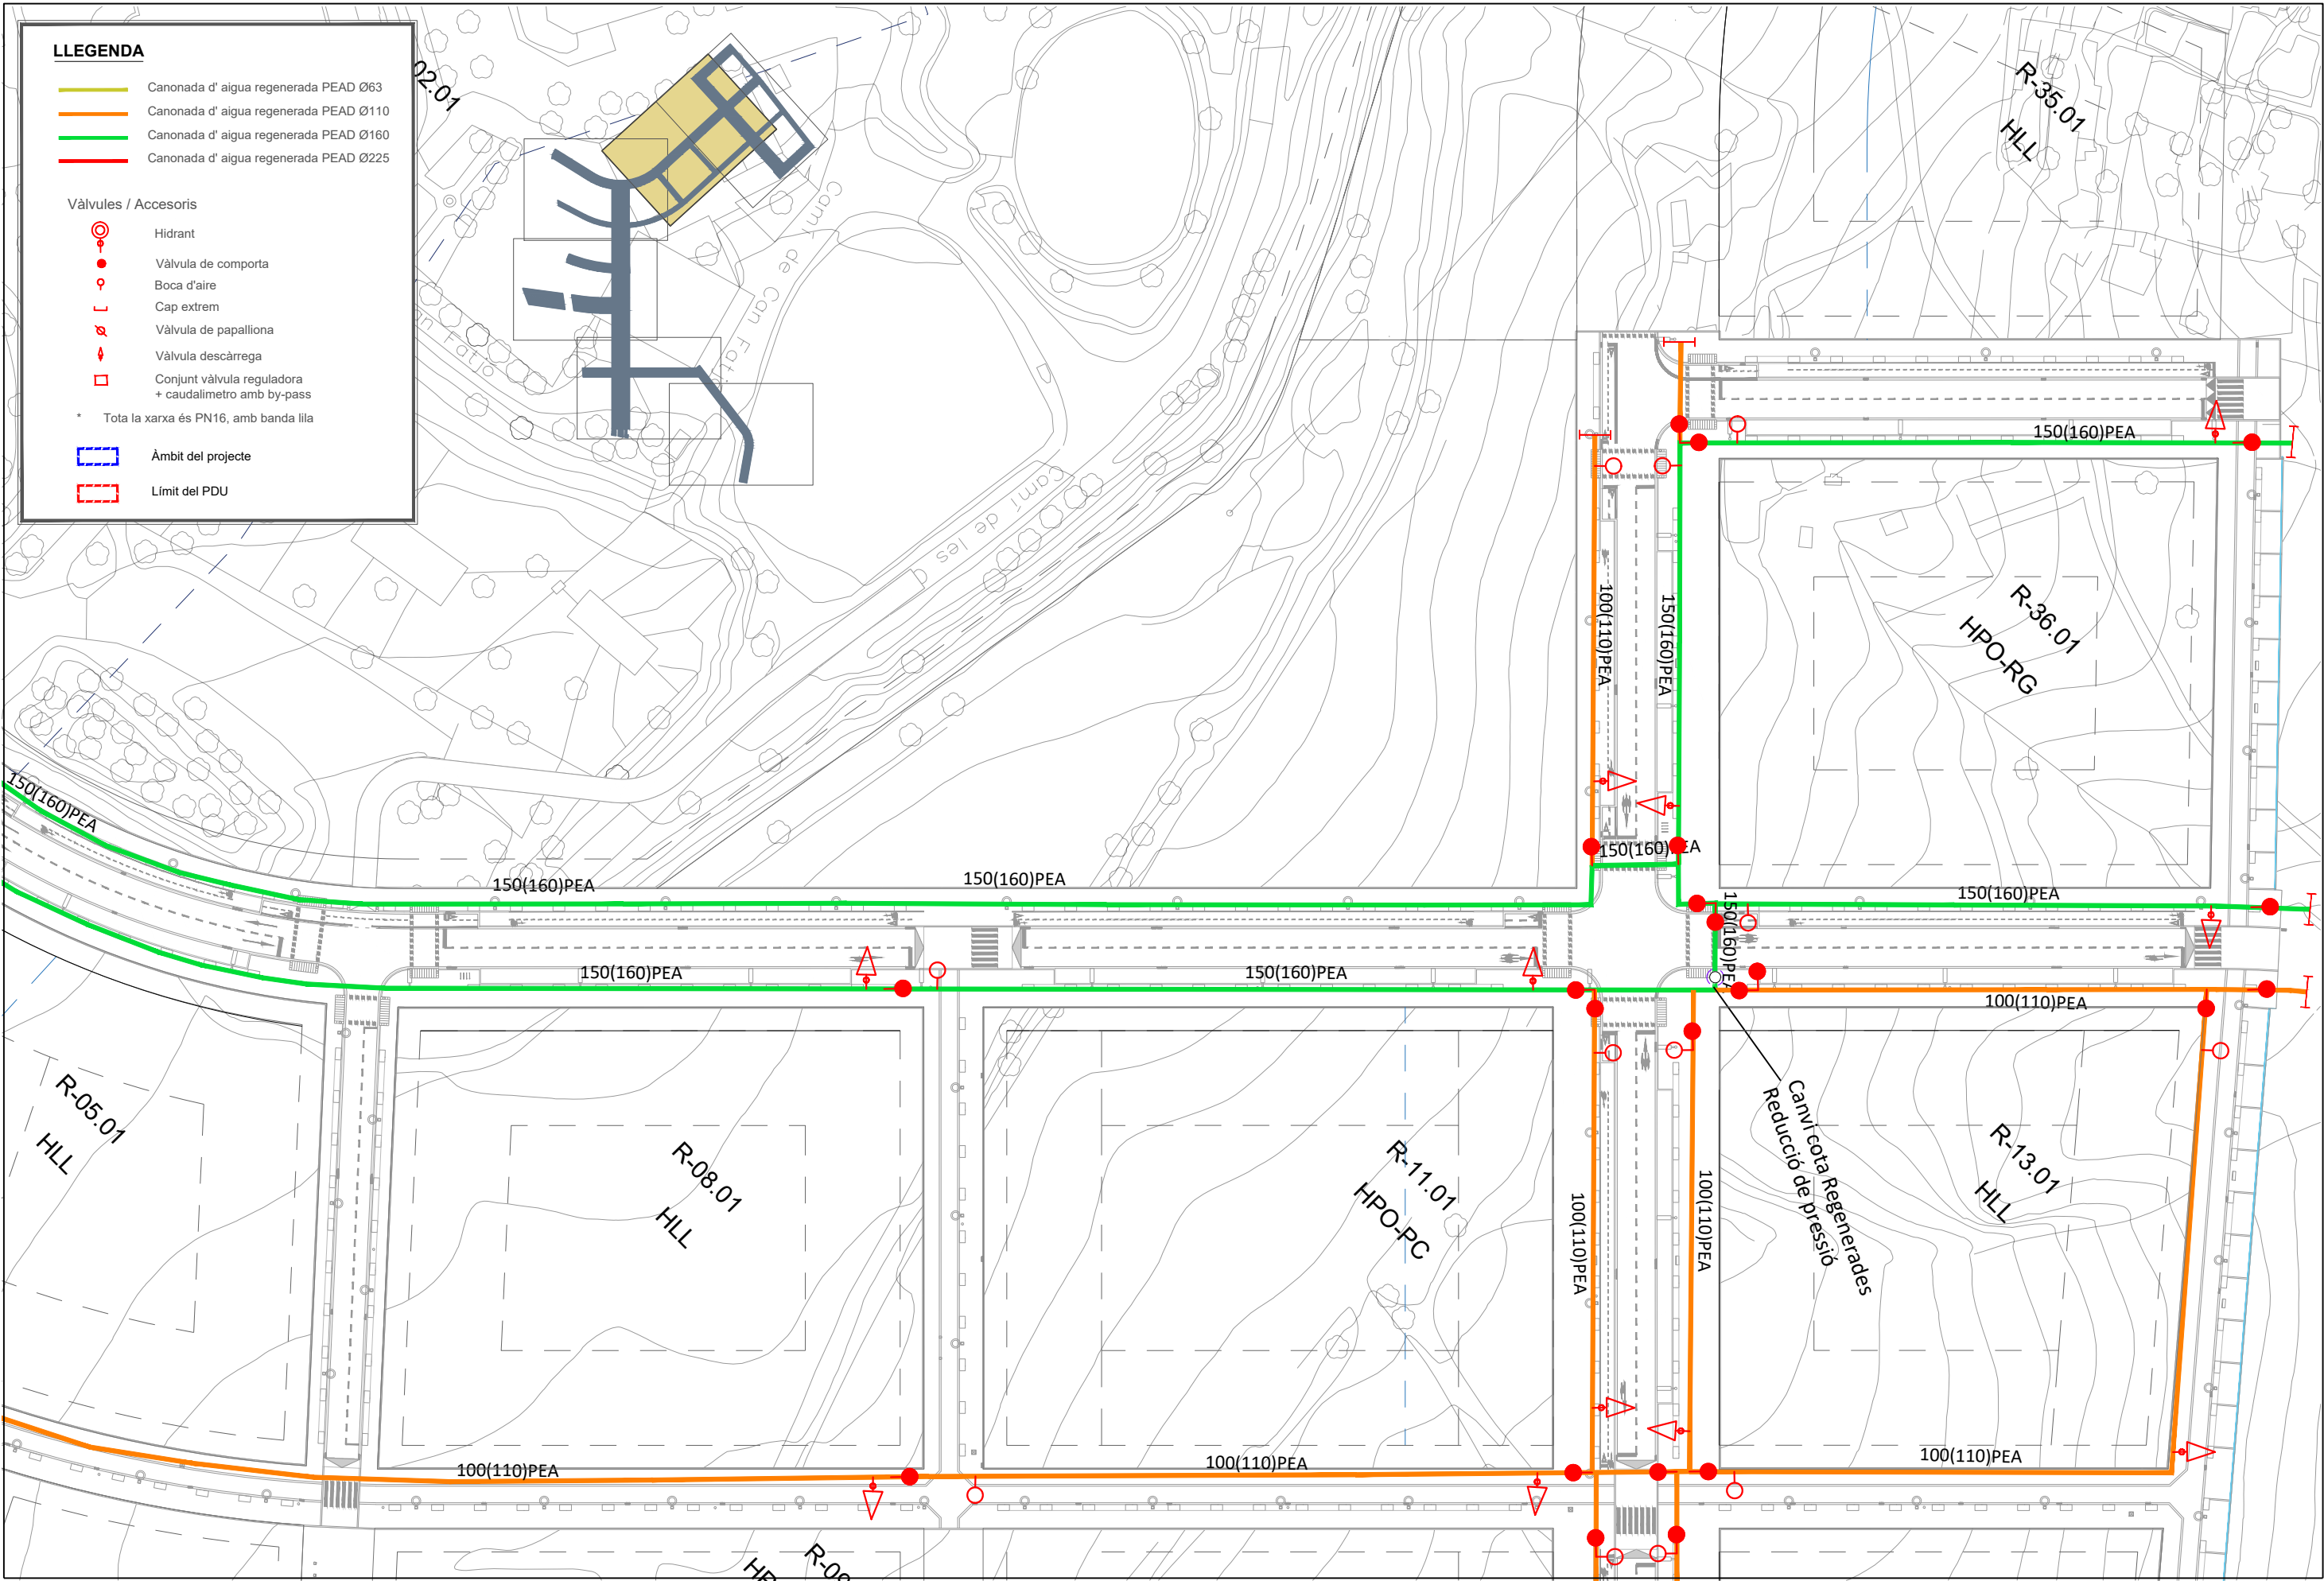 LLEGENDA
Canonada d' aigua regenerada PEAD Ø63
Canonada d' aigua regenerada PEAD Ø110
Canonada d' aigua regenerada PEAD Ø160
Canonada d' aigua regenerada PEAD Ø225
Vàlvules / Accesoris
Hidrant
Vàlvula de comporta
Boca d'aire
Cap extrem
Vàlvula de papalliona
Vàlvula descàrrega
Conjunt vàlvula reguladora
+ caudalimetro amb by-pass
* Tota la xarxa és PN16, amb banda lila
Àmbit del projecte
Límit del PDU
02.01
Camí de Can Fatjó
Camí de les
R-35.01
HLL
150(160)PEA
100(110)PEA
150(160)PEA
R-36.01
HPO-RG
150(160)PEA
150(160)PEA
150(160)PEA
150(160)PEA
150(160)PEA
150(160)PEA
150(160)PEA
150(160)PEA
100(110)PEA
R-05.01
HLL
R-08.01
HLL
R-11.01
HPO-PC
100(110)PEA
100(110)PEA
Canvi cota Regenerades
Reducció de pressió
R-13.01
HLL
100(110)PEA
100(110)PEA
100(110)PEA
R-09